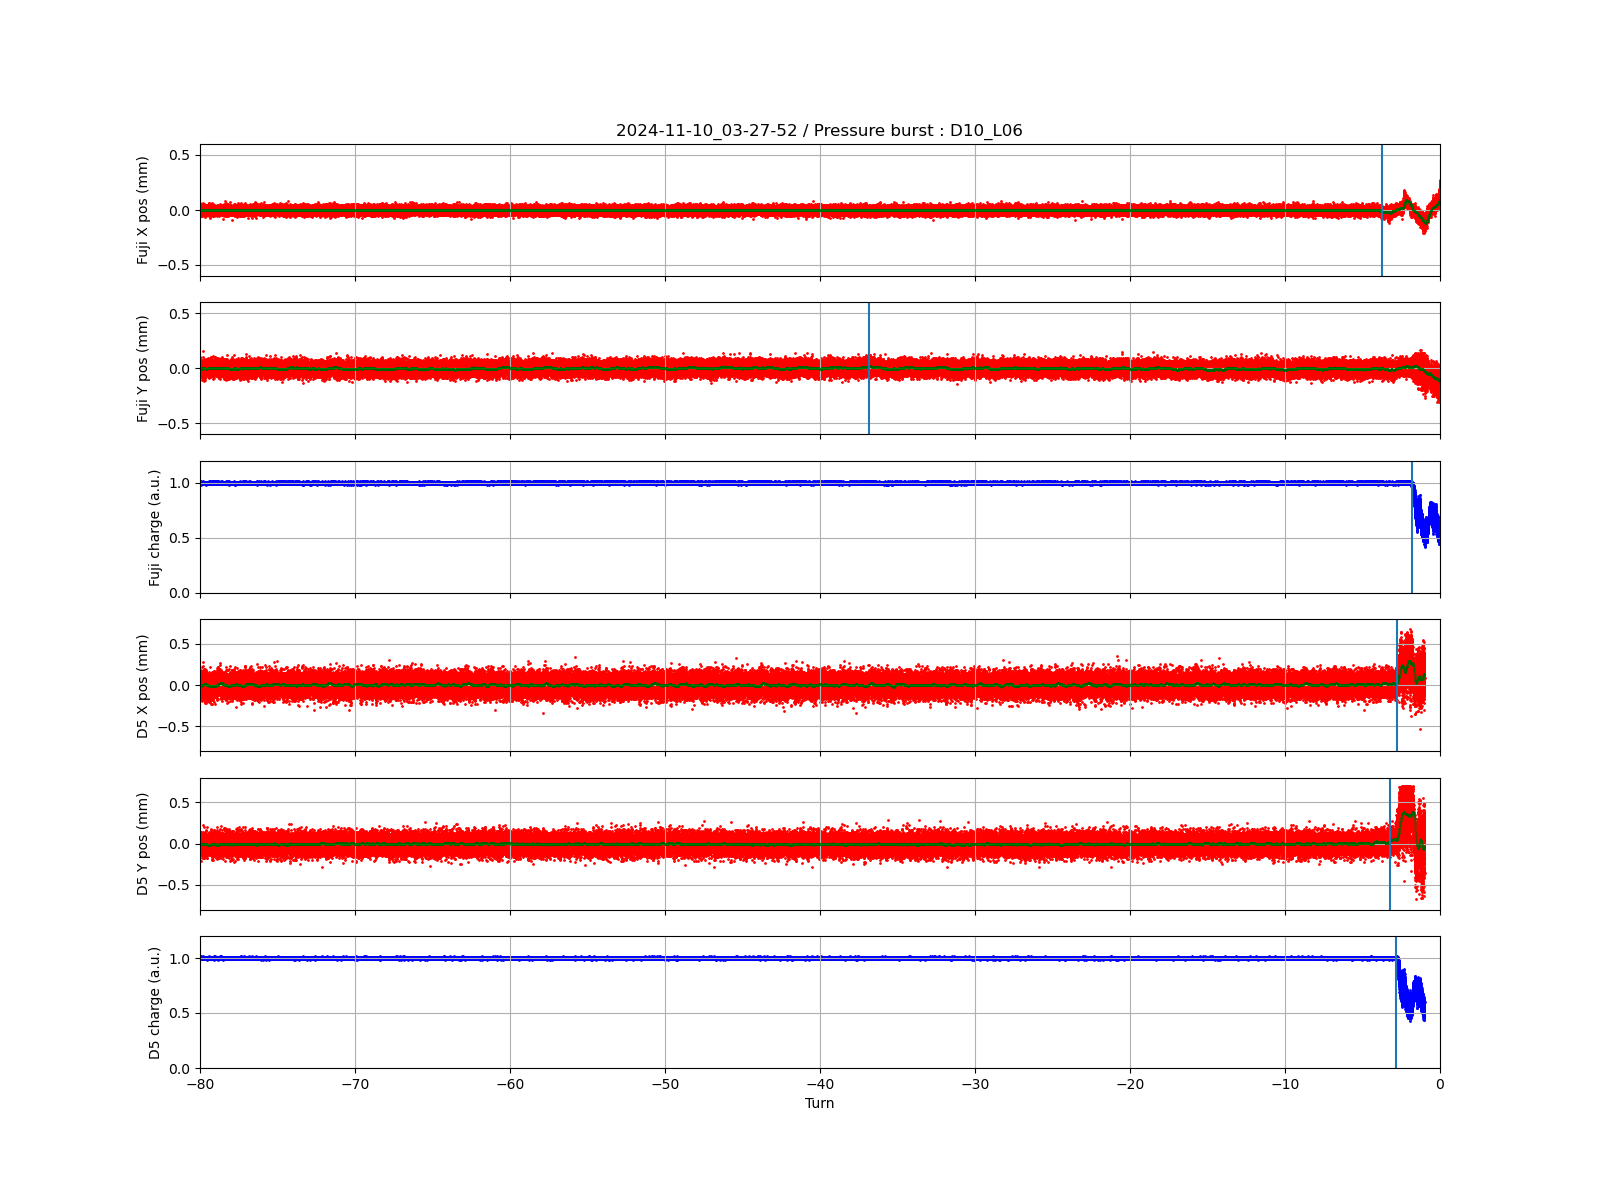 2024-11-10_03-27-52 / Pressure burst : D10_L06
Fuji X pos (mm)
0.5
0.0
−0.5
Fuji Y pos (mm)
0.5
0.0
−0.5
Fuji charge (a.u.)
1.0
0.5
0.0
D5 X pos (mm)
0.5
0.0
−0.5
D5 Y pos (mm)
0.5
0.0
−0.5
D5 charge (a.u.)
1.0
0.5
0.0
−80 −70 −60 −50 −40 −30 −20 −10 0
Turn